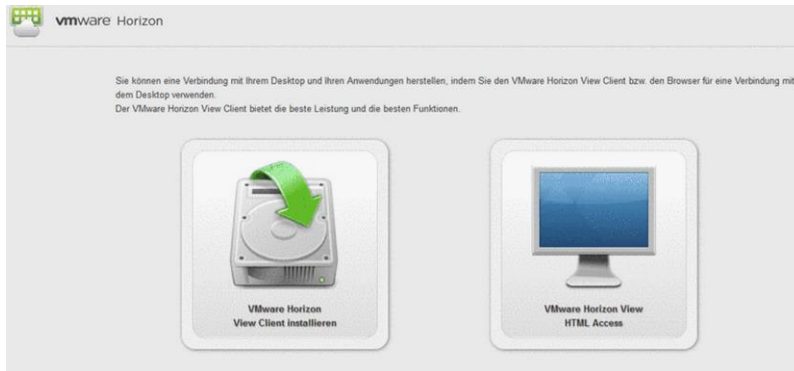 vmware Horizon
Sie können eine Verbindung mit Ihrem Desktop und Ihren Anwendungen herstellen, indem Sie den VMware Horizon View Client bzw. den Browser für eine Verbindung mit
dem Desktop verwenden.
Der VMware Horizon View Client bietet die beste Leistung und die besten Funktionen.
VMware Horizon
View Client installieren
VMware Horizon View
HTML Access